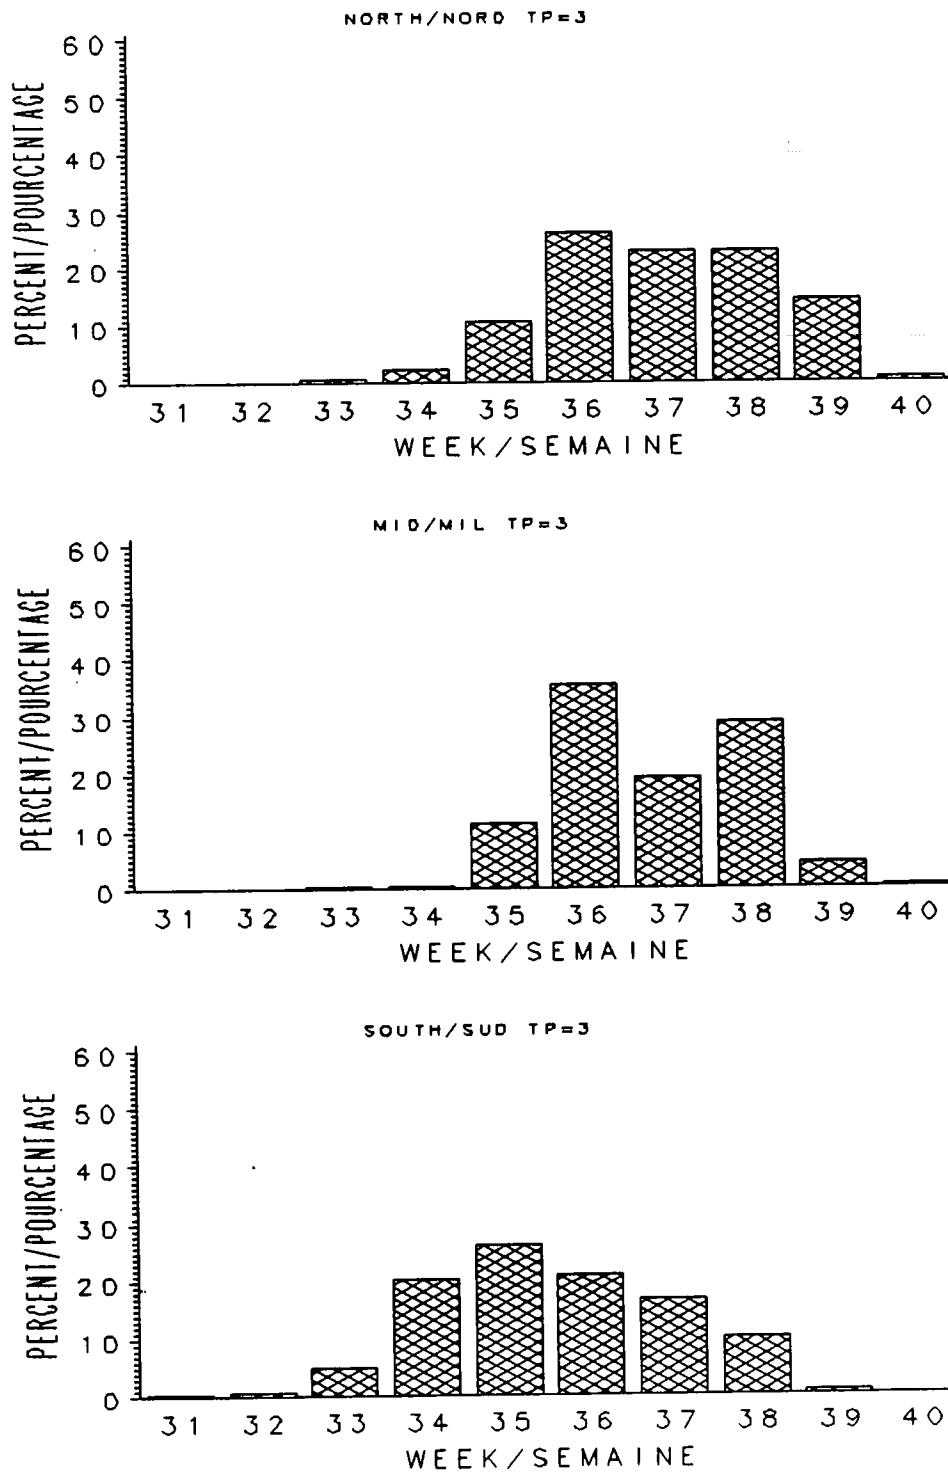 NORTH/NORD TP=3
PERCENT/POURCENTAGE
60
50
40
30
20
10
0
31 32 33 34 35 36 37 38 39 40
WEEK/SEMAINE
MID/MIL TP=3
PERCENT/POURCENTAGE
60
50
40
30
20
10
0
31 32 33 34 35 36 37 38 39 40
WEEK/SEMAINE
SOUTH/SUD TP=3
PERCENT/POURCENTAGE
60
50
40
30
20
10
0
31 32 33 34 35 36 37 38 39 40
WEEK/SEMAINE